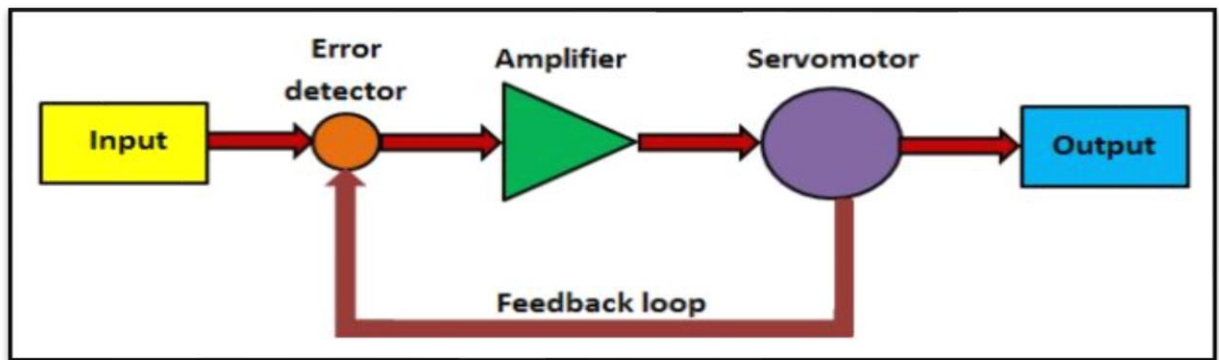 Error
detector
Amplifier
Servomotor
Input
Output
Feedback loop